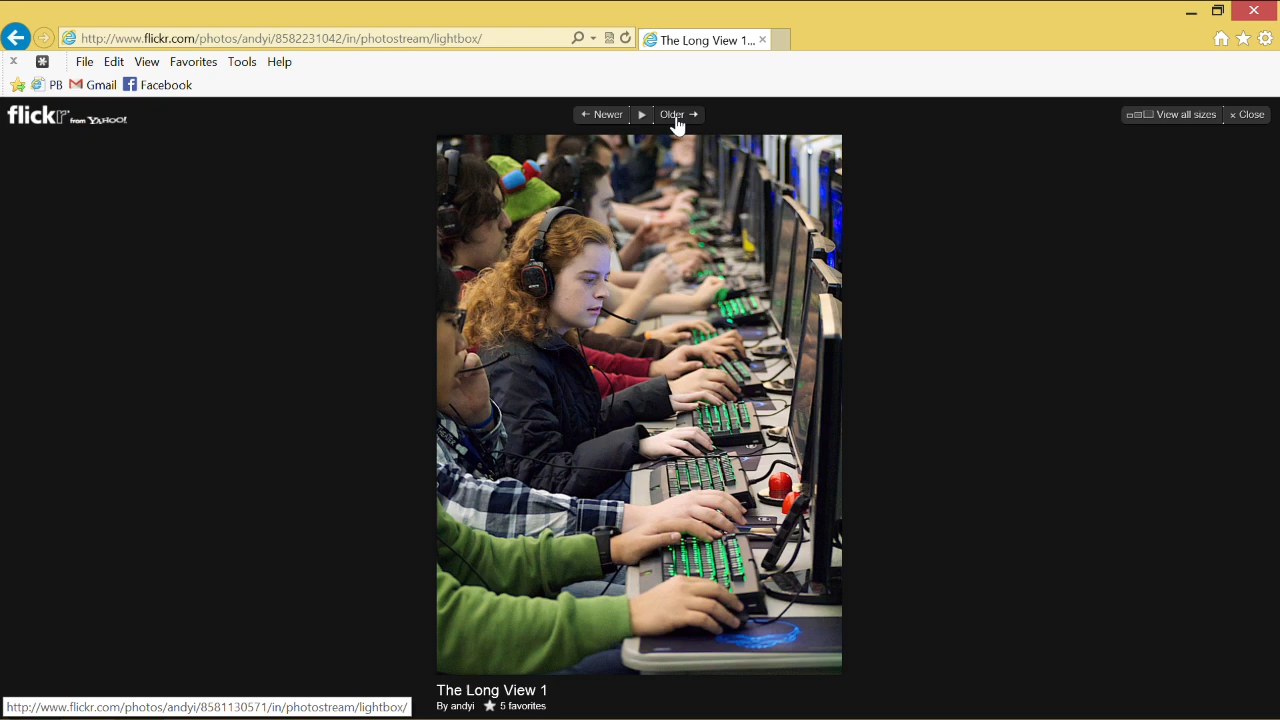 http://www.flickr.com/photos/andyi/8582231042/in/photostream/lightbox/
The Long View 1...
File Edit View Favorites Tools Help
PB Gmail Facebook
flickr from YAHOO!
Newer Older View all sizes x Close
The Long View 1
By andyi 5 favorites
http://www.flickr.com/photos/andyi/8581130571/in/photostream/lightbox/